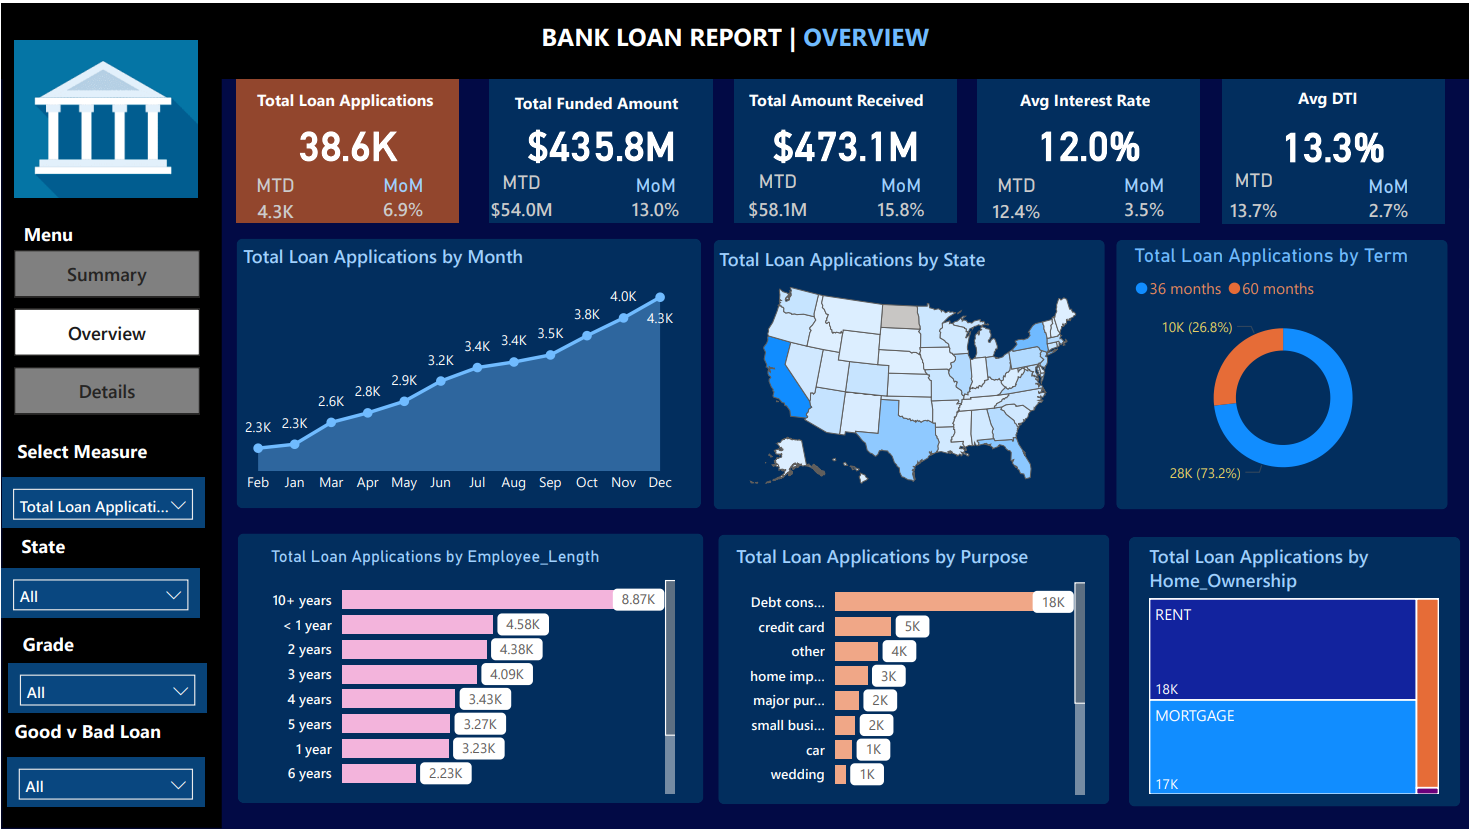 BANK LOAN REPORT | OVERVIEW
Total Loan Applications
38.6K
MTD
MoM
4.3K
6.9%
Total Funded Amount
$435.8M
MTD
MoM
$54.0M
13.0%
Total Amount Received
$473.1M
MTD
MoM
$58.1M
15.8%
Avg Interest Rate
12.0%
MTD
MoM
12.4%
3.5%
Avg DTI
13.3%
MTD
MoM
13.7%
2.7%
Menu
Summary
Overview
Details
Select Measure
Total Loan Applicati...
State
All
Grade
All
Good v Bad Loan
All
Total Loan Applications by Month
2.3K
2.3K
2.6K
2.8K
2.9K
3.2K
3.4K
3.4K
3.5K
3.8K
4.0K
4.3K
Feb Jan Mar Apr May Jun Jul Aug Sep Oct Nov Dec
Total Loan Applications by State
Total Loan Applications by Term
36 months 60 months
10K (26.8%)
28K (73.2%)
Total Loan Applications by Employee_Length
10+ years 8.87K
< 1 year 4.58K
2 years 4.38K
3 years 4.09K
4 years 3.43K
5 years 3.27K
1 year 3.23K
6 years 2.23K
Total Loan Applications by Purpose
Debt cons... 18K
credit card 5K
other 4K
home imp... 3K
major pur... 2K
small busi... 2K
car 1K
wedding 1K
Total Loan Applications by
Home_Ownership
RENT
18K
MORTGAGE
17K